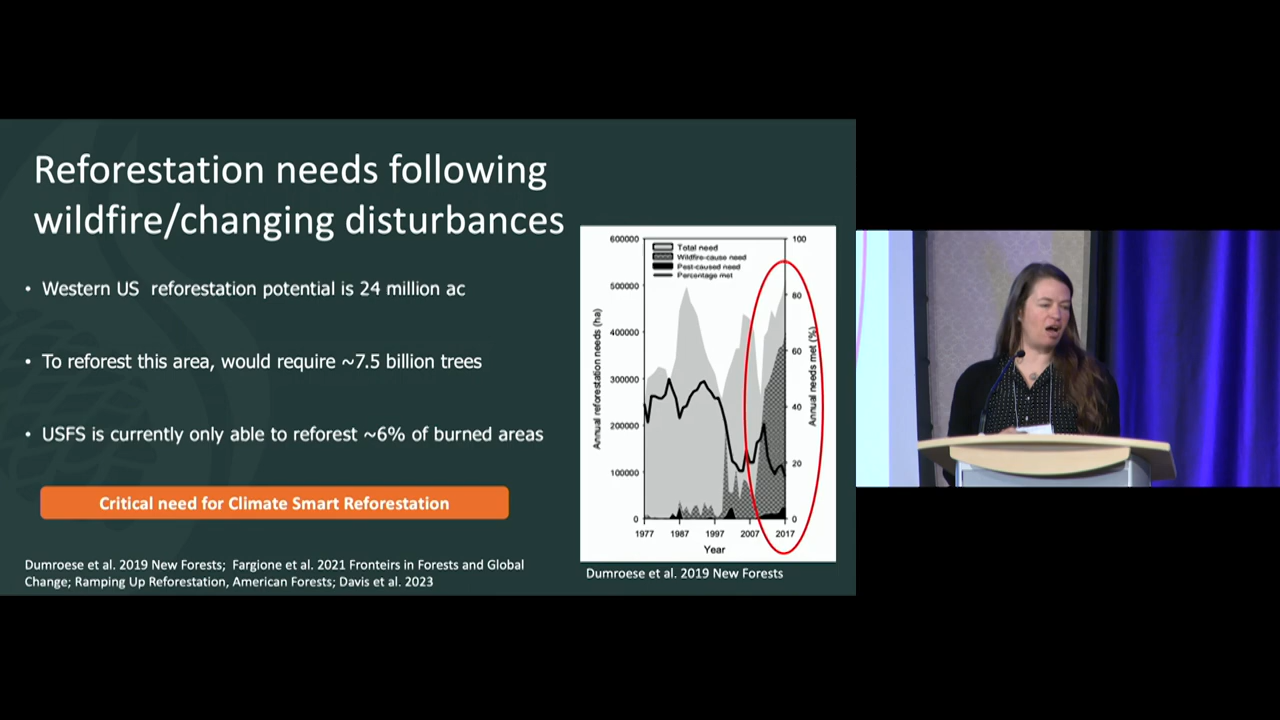 Reforestation needs following
wildfire/changing disturbances
• Western US reforestation potential is 24 million ac
• To reforest this area, would require ~7.5 billion trees
• USFS is currently only able to reforest ~6% of burned areas
Critical need for Climate Smart Reforestation
Dumroese et al. 2019 New Forests; Fargione et al. 2021 Fronteirs in Forests and Global
Change; Ramping Up Reforestation, American Forests; Davis et al. 2023
Total need
Wildfire-cause need
Pest-caused need
Percentage met
Annual reforestation needs (ha)
600000
500000
400000
300000
200000
100000
0
100
80
60
40
20
0
Annual needs met (%)
1977 1987 1997 2007 2017
Year
Dumroese et al. 2019 New Forests